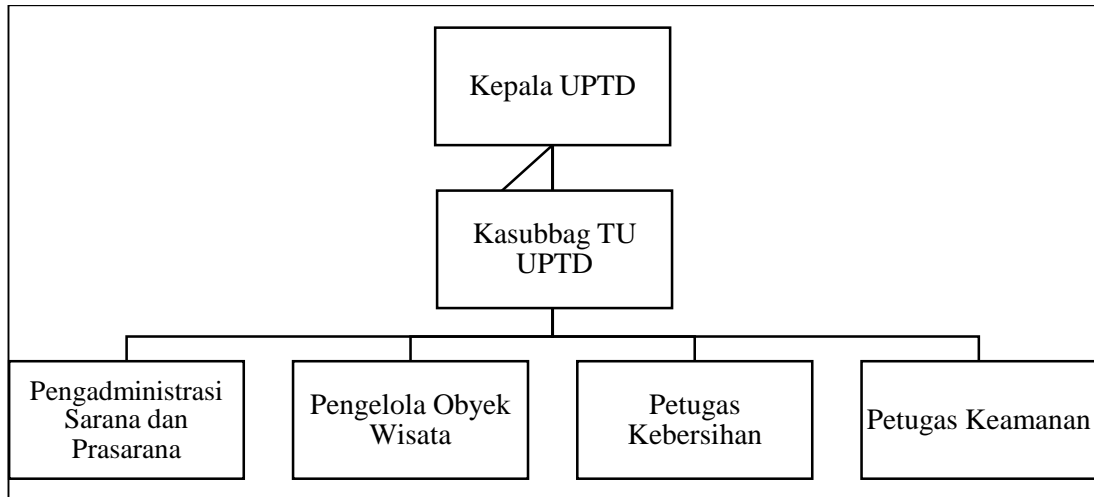 Kepala UPTD
Kasubbag TU
UPTD
Pengadministrasi
Sarana dan
Prasarana
Pengelola Obyek
Wisata
Petugas
Kebersihan
Petugas Keamanan